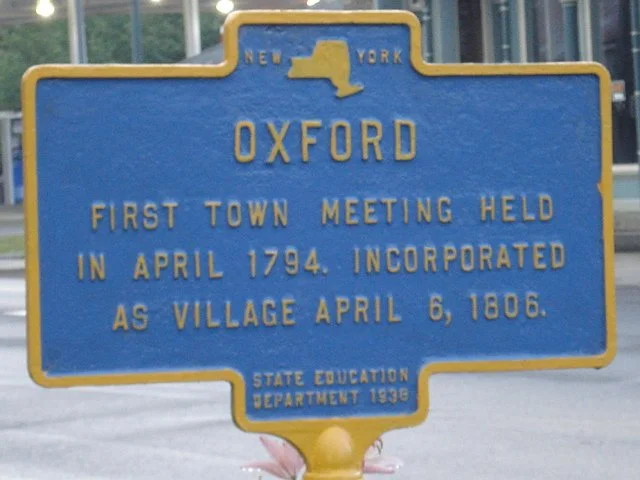 NEW YORK
OXFORD
FIRST TOWN MEETING HELD
IN APRIL 1794. INCORPORATED
AS VILLAGE APRIL 6, 1806.
STATE EDUCATION
DEPARTMENT 1938